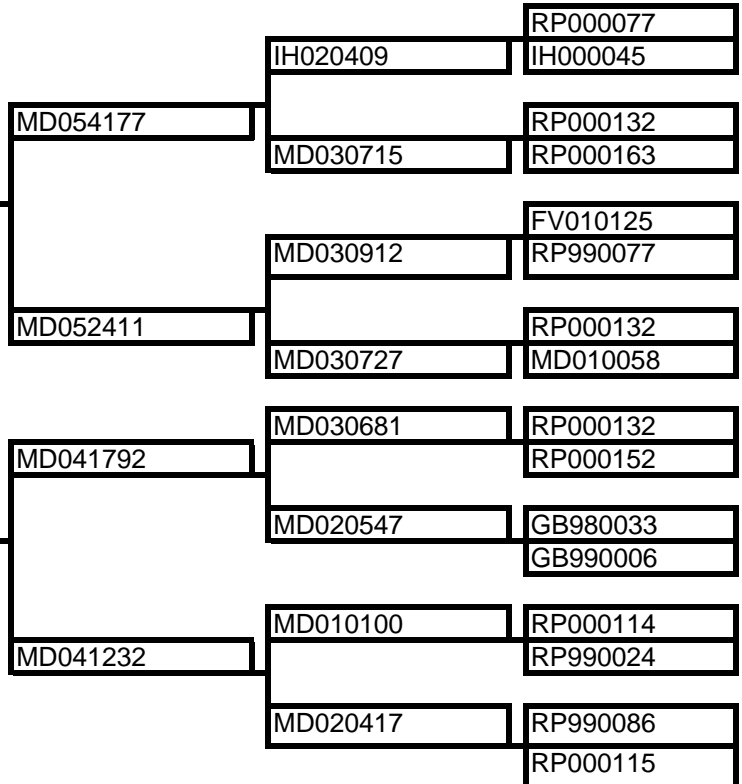 RP000077
IH020409
IH000045
MD054177
RP000132
MD030715
RP000163
FV010125
MD030912
RP990077
MD052411
RP000132
MD030727
MD010058
MD030681
RP000132
MD041792
RP000152
MD020547
GB980033
GB990006
MD010100
RP000114
MD041232
RP990024
MD020417
RP990086
RP000115